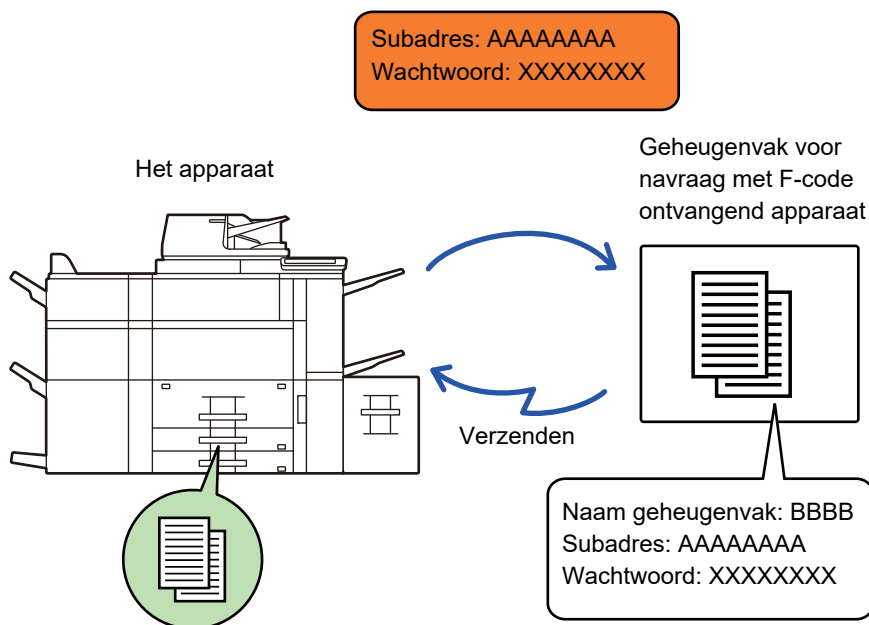 Subadres: AAAAAAAA
Wachtwoord: XXXXXXXX
Het apparaat
Geheugenvak voor
navraag met F-code
ontvangend apparaat
Verzenden
Naam geheugenvak: BBBB
Subadres: AAAAAAAA
Wachtwoord: XXXXXXXX